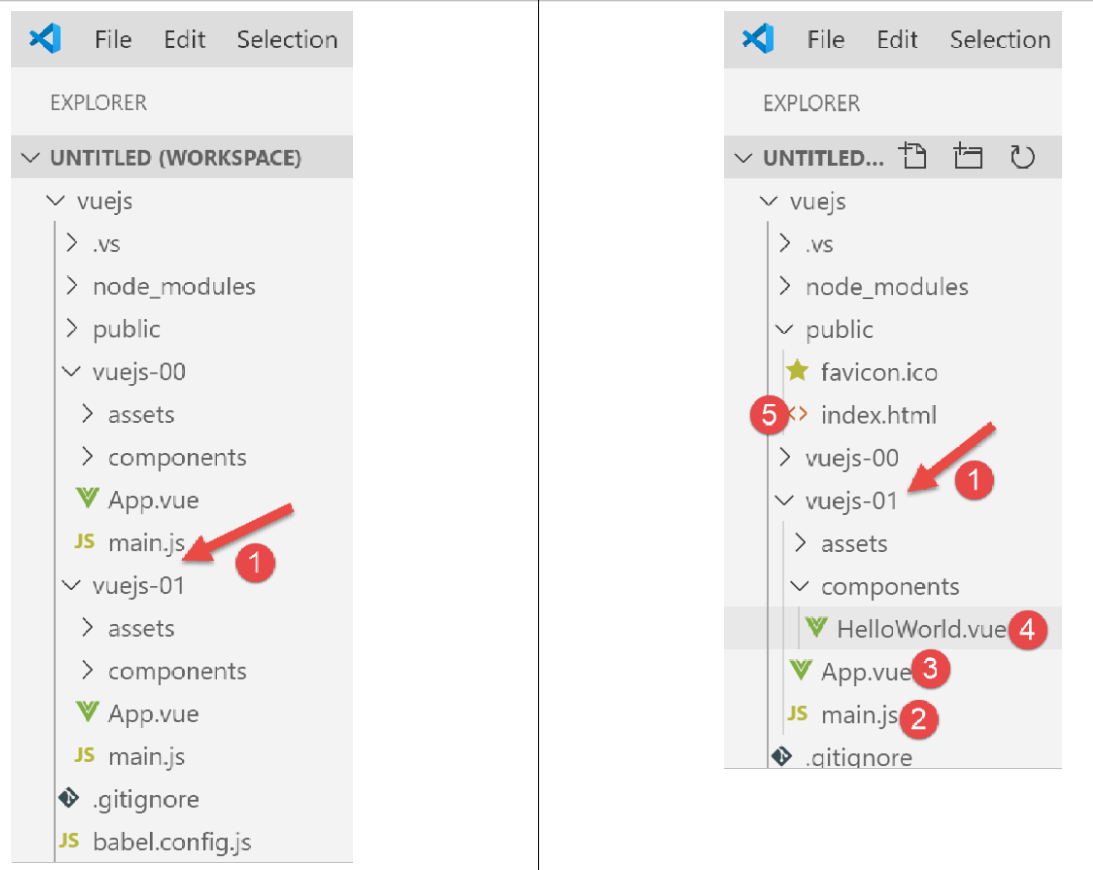 File Edit Selection
EXPLORER
UNTITLED (WORKSPACE)
vuejs
.vs
node_modules
public
vuejs-00
assets
components
App.vue
JS main.js
1
vuejs-01
assets
components
App.vue
JS main.js
.gitignore
JS babel.config.js
File Edit Selection
EXPLORER
UNTITLED...
vuejs
.vs
node_modules
public
favicon.ico
5 <> index.html
vuejs-00
1
vuejs-01
assets
components
HelloWorld.vue 4
App.vue 3
JS main.js 2
.gitignore